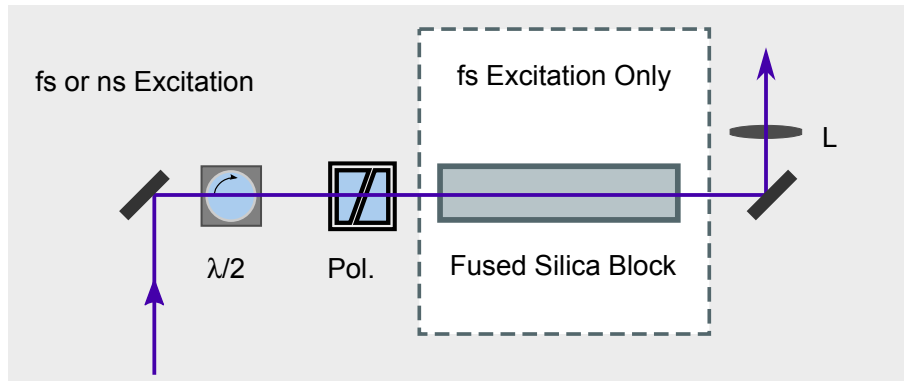 fs or ns Excitation
fs Excitation Only
L
λ/2
Pol.
Fused Silica Block